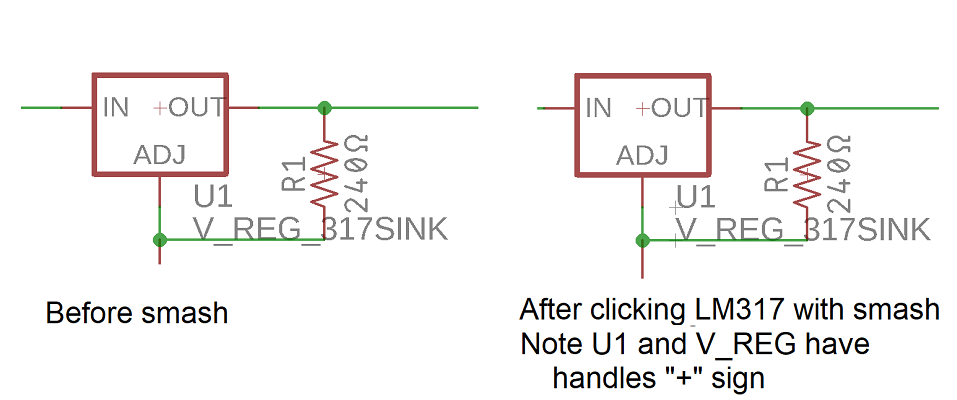 IN +OUT
ADJ
R1
240Ω
U1
V_REG_317SINK
Before smash
IN +OUT
ADJ
R1
240Ω
U1
V_REG_317SINK
After clicking LM317 with smash
Note U1 and V_REG have
handles "+" sign